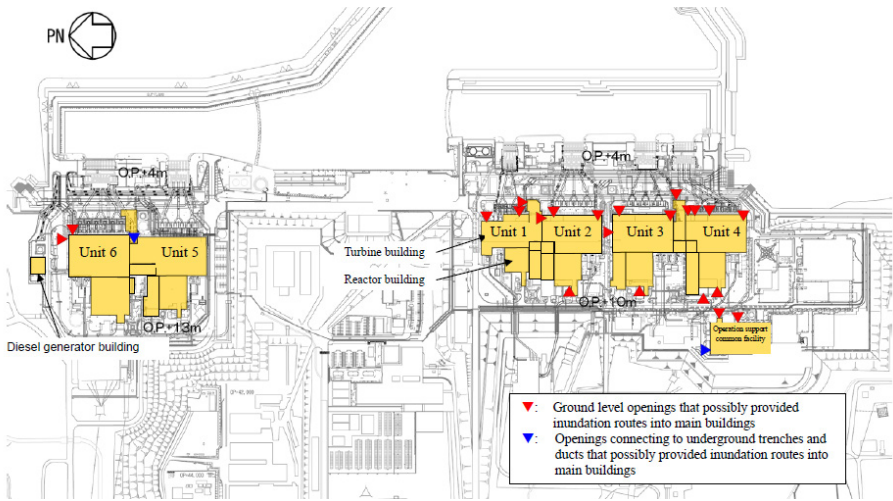 PN
O.P.+4m
O.P.+4m
Unit 6
Unit 5
Unit 1
Unit 2
Unit 3
Unit 4
Turbine building
Reactor building
O.P.+10m
O.P.+13m
Diesel generator building
Operation support
common facility
▼: Ground level openings that possibly provided
inundation routes into main buildings
▼: Openings connecting to underground trenches and
ducts that possibly provided inundation routes into
main buildings